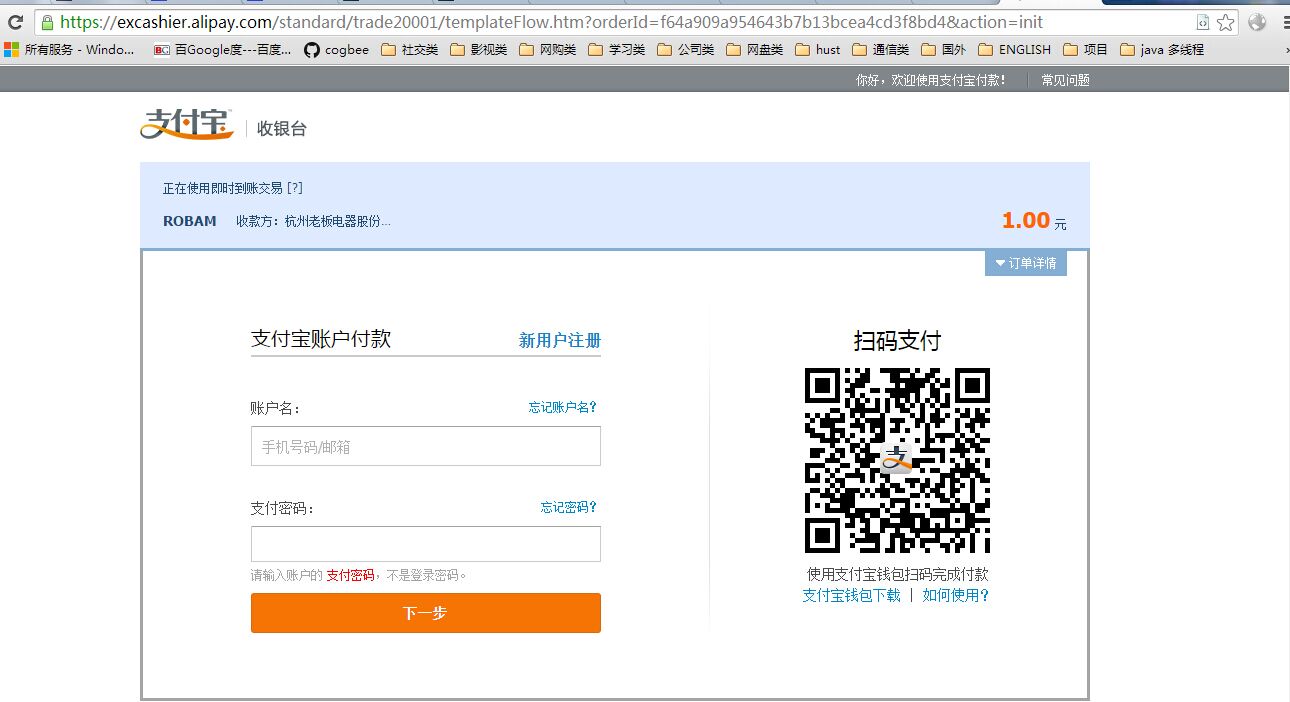 https://excashier.alipay.com/standard/trade20001/templateFlow.htm?orderId=f64a909a954643b7b13bcea4cd3f8bd4&action=init
所有服务 - Windo... 百Google度---百度... cogbee 社交类 影视类 网购类 学习类 公司类 网盘类 hust 通信类 国外 ENGLISH 项目 java 多线程
你好，欢迎使用支付宝付款！ 常见问题
支付宝 收银台
正在使用即时到账交易 [?]
ROBAM 收款方：杭州老板电器股份... 1.00 元
订单详情
支付宝账户付款 新用户注册
扫码支付
账户名： 忘记账户名?
手机号码/邮箱
支
支付密码： 忘记密码?
请输入账户的 支付密码，不是登录密码。
使用支付宝钱包扫码完成付款
支付宝钱包下载 | 如何使用?
下一步